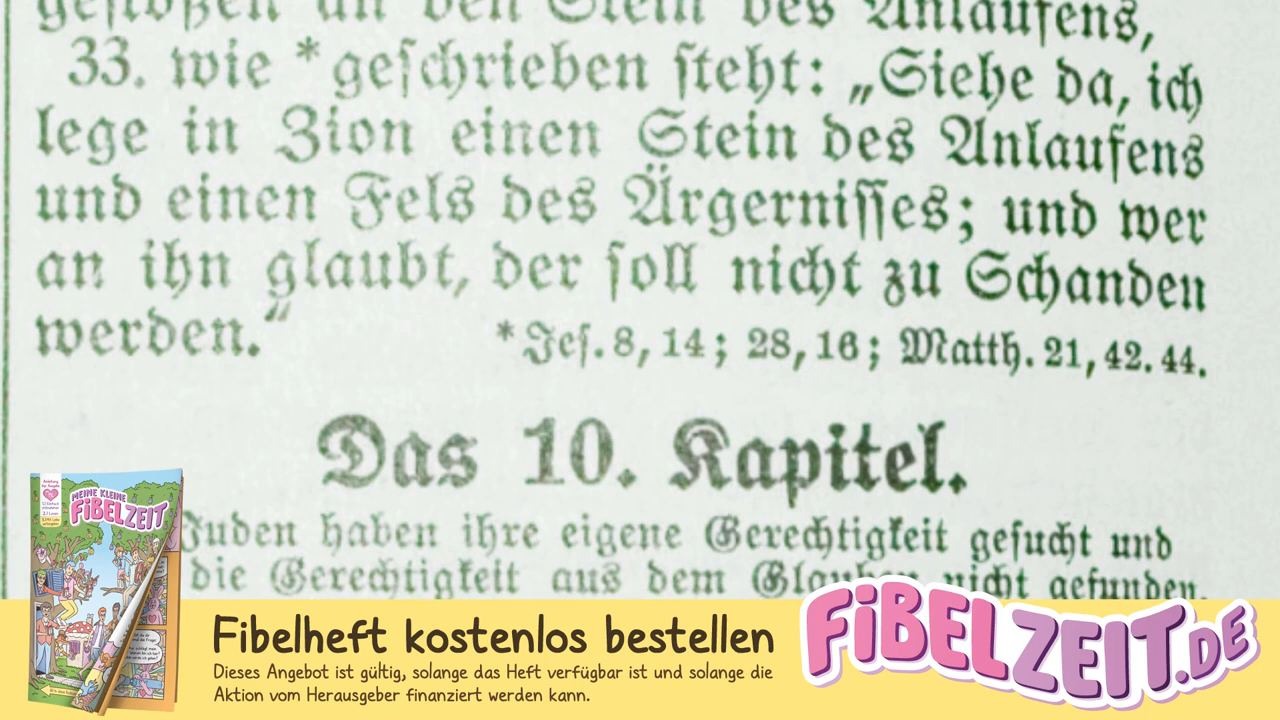 gestoßen an den Stein des Anlaufens,
33. wie *geschrieben steht: „Siehe da, ich
lege in Zion einen Stein des Anlaufens
und einen Fels des Ärgernisses; und wer
an ihn glaubt, der soll nicht zu Schanden
werden.“
*Jes. 8, 14; 28, 16; Matth. 21, 42. 44.
Das 10. Kapitel.
Juden haben ihre eigene Gerechtigkeit gesucht und
die Gerechtigkeit aus dem Glauben nicht gefunden.
MEINE KLEINE
FiBELZEIT
Fibelheft kostenlos bestellen
Dieses Angebot ist gültig, solange das Heft verfügbar ist und solange die
Aktion vom Herausgeber finanziert werden kann.
FiBELZEIT.DE